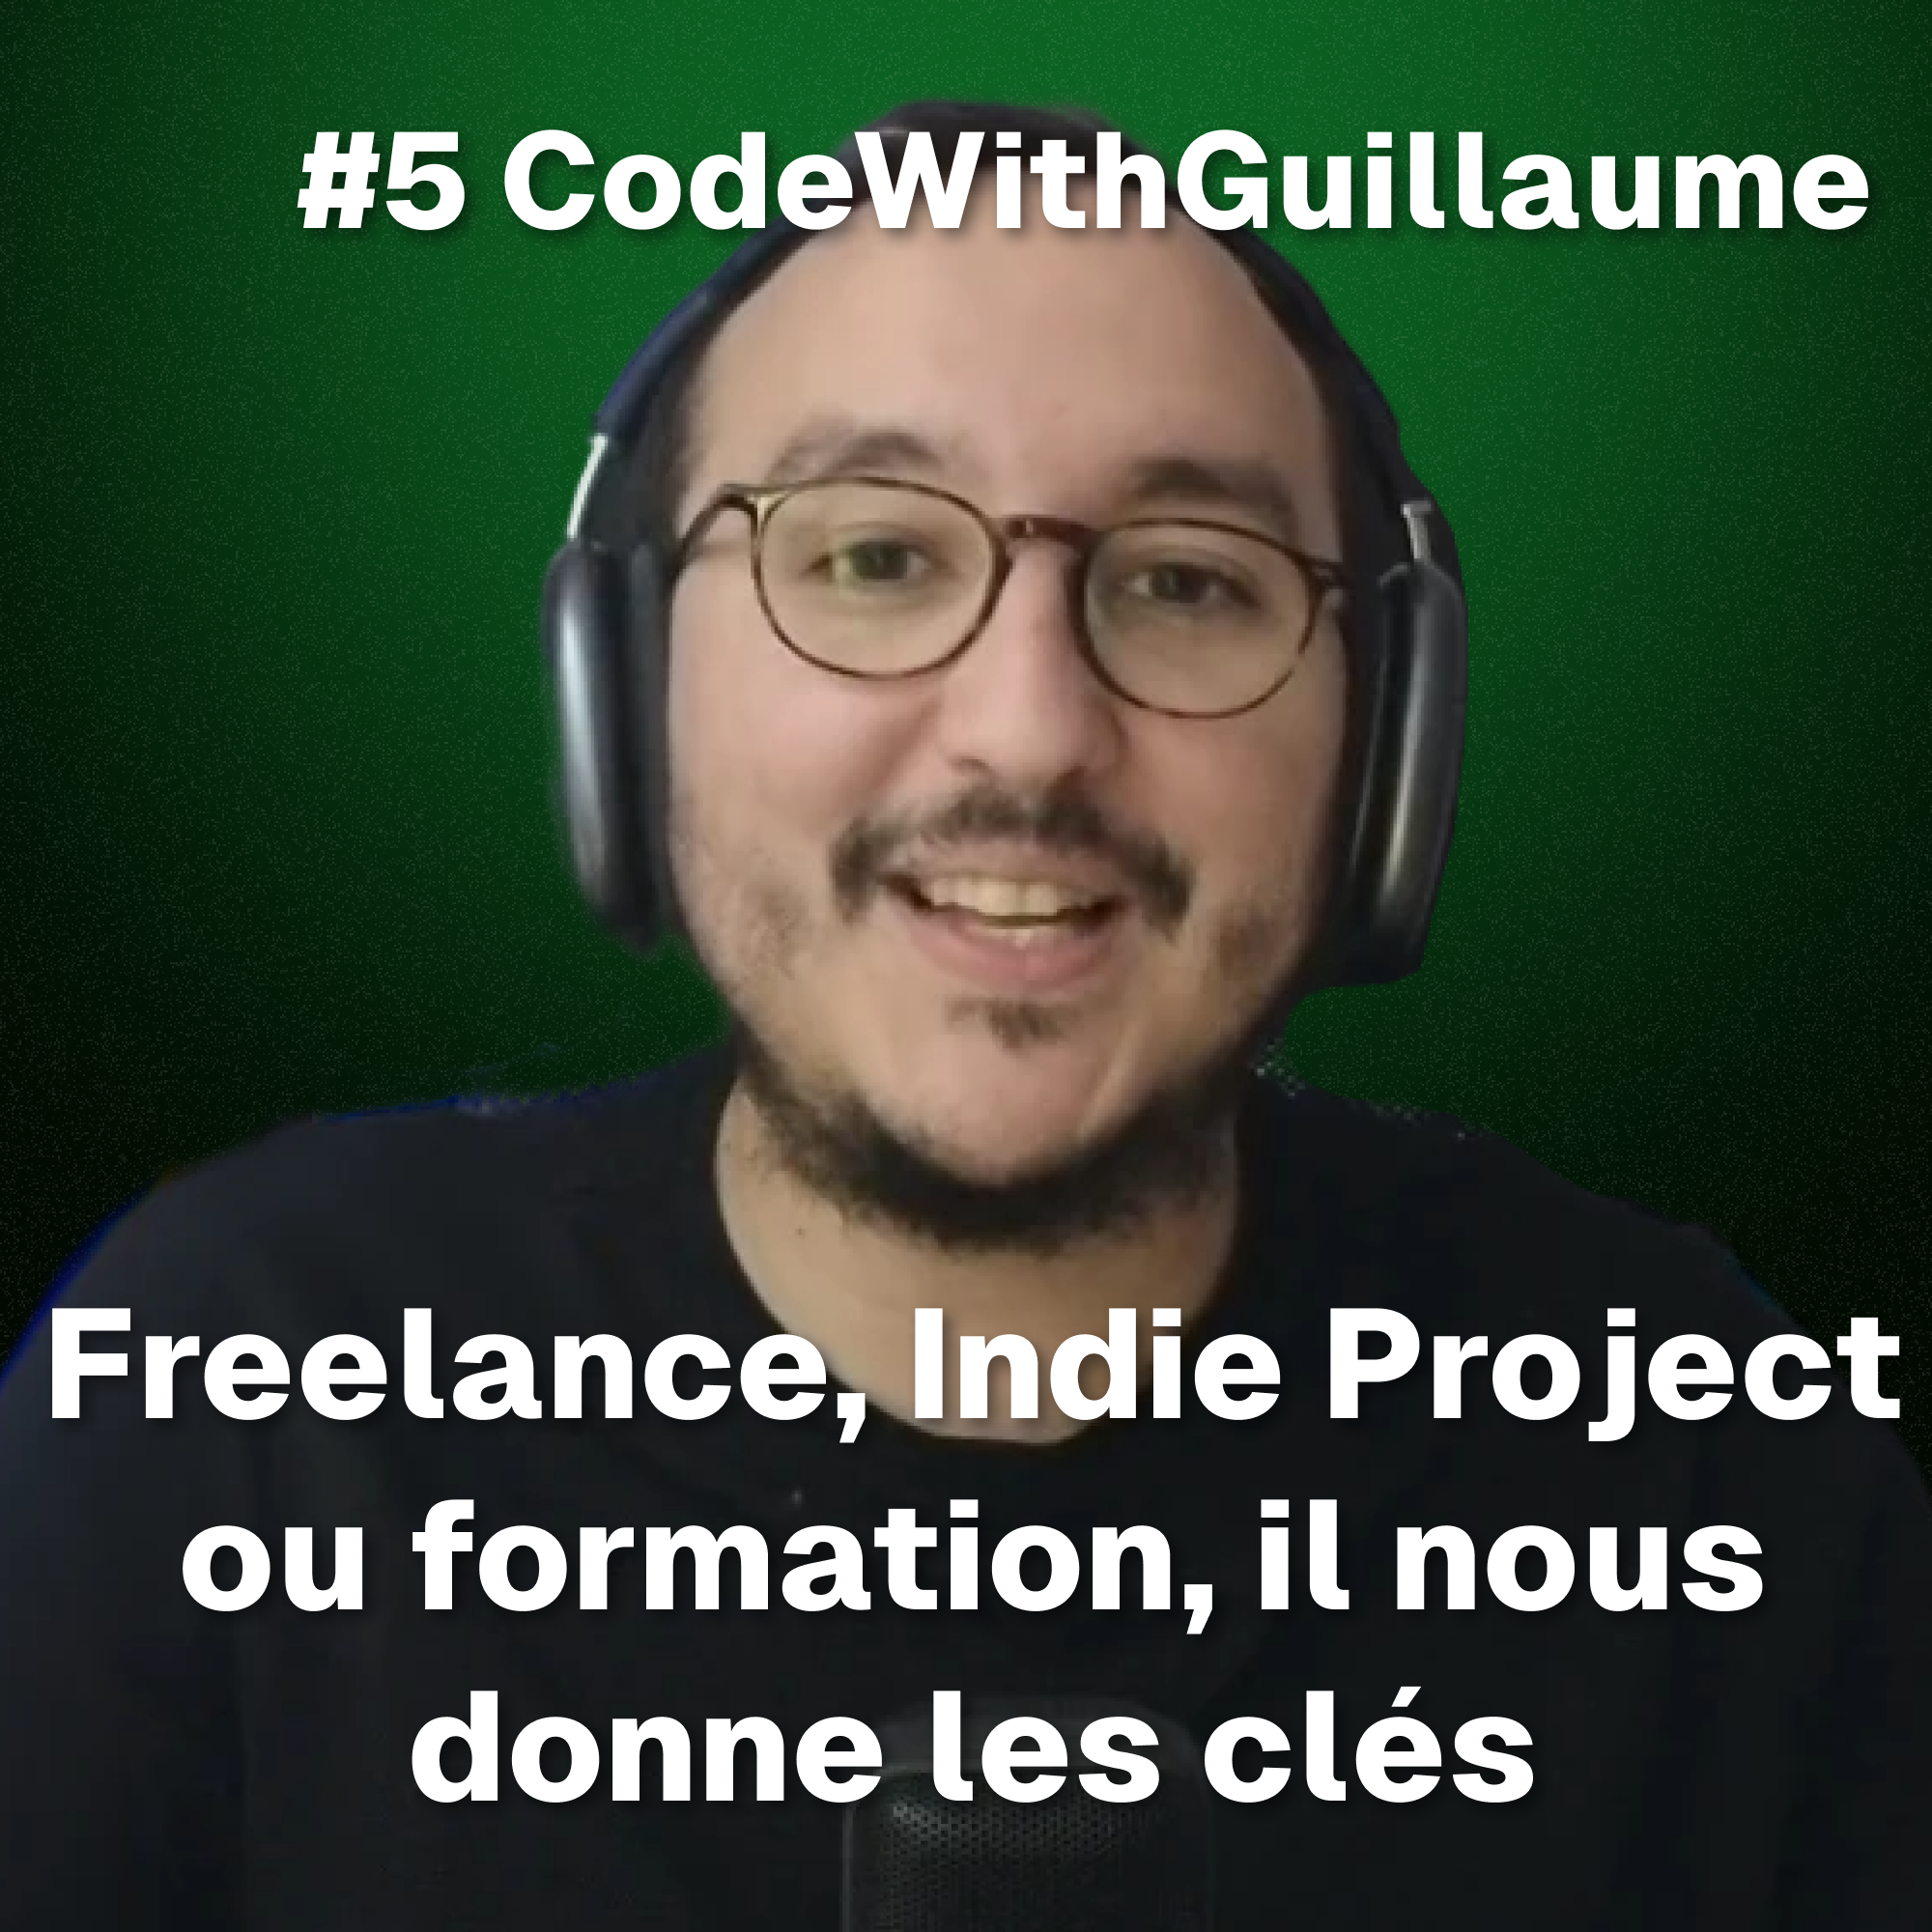 #5 CodeWithGuillaume
Freelance, Indie Project
ou formation, il nous
donne les clés